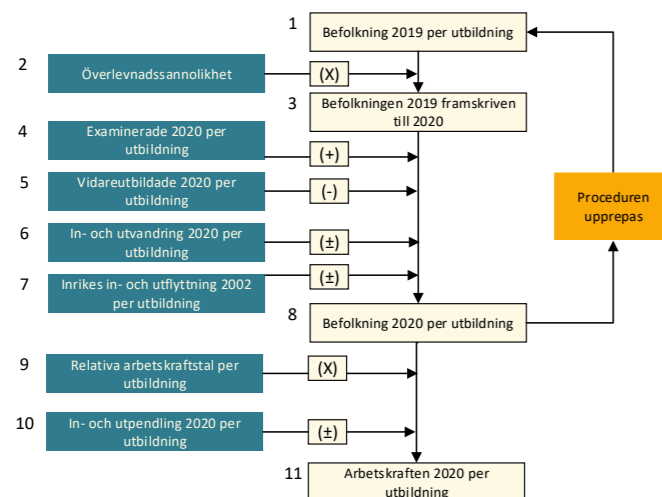 1
Befolkning 2019 per utbildning
2
Överlevnadssannolikhet
(X)
3
Befolkningen 2019 framskriven
till 2020
4
Examinerade 2020 per
utbildning
(+)
5
Vidareutbildade 2020 per
utbildning
(-)
Proceduren
upprepas
6
In- och utvandring 2020 per
utbildning
(±)
7
Inrikes in- och utflyttning 2002
per utbildning
(±)
8
Befolkning 2020 per utbildning
9
Relativa arbetskraftstal per
utbildning
(X)
10
In- och utpendling 2020 per
utbildning
(±)
11
Arbetskraften 2020 per
utbildning